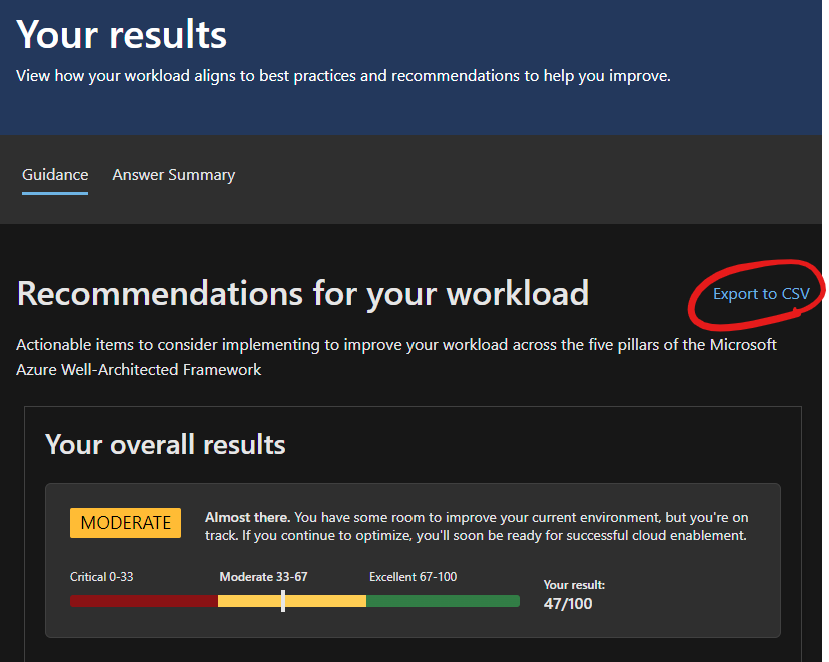 Your results
View how your workload aligns to best practices and recommendations to help you improve.
Guidance Answer Summary
Recommendations for your workload
Export to CSV
Actionable items to consider implementing to improve your workload across the five pillars of the Microsoft
Azure Well-Architected Framework
Your overall results
MODERATE
Almost there. You have some room to improve your current environment, but you're on
track. If you continue to optimize, you'll soon be ready for successful cloud enablement.
Critical 0-33 Moderate 33-67 Excellent 67-100
Your result:
47/100